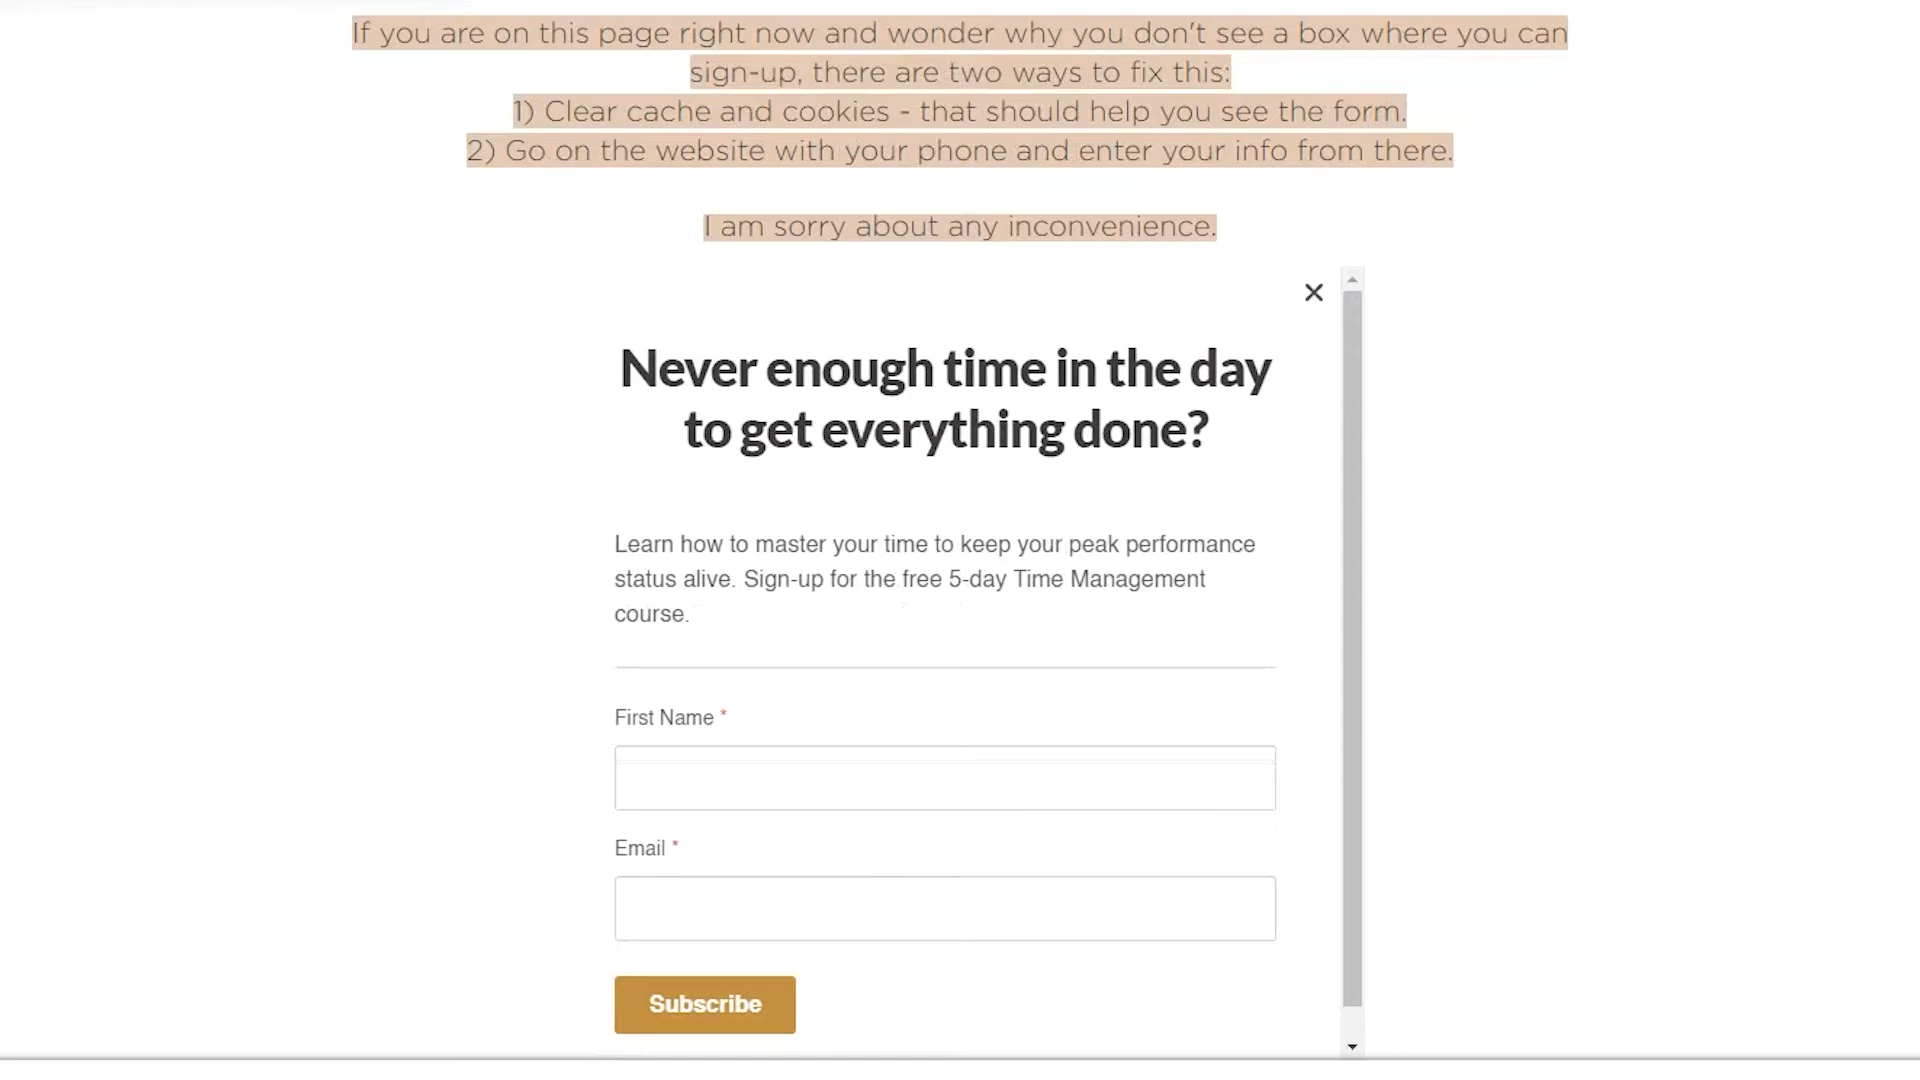 If you are on this page right now and wonder why you don't see a box where you can
sign-up, there are two ways to fix this:
1) Clear cache and cookies - that should help you see the form.
2) Go on the website with your phone and enter your info from there.
I am sorry about any inconvenience.
Never enough time in the day
to get everything done?
Learn how to master your time to keep your peak performance
status alive. Sign-up for the free 5-day Time Management
course.
First Name *
Email *
Subscribe